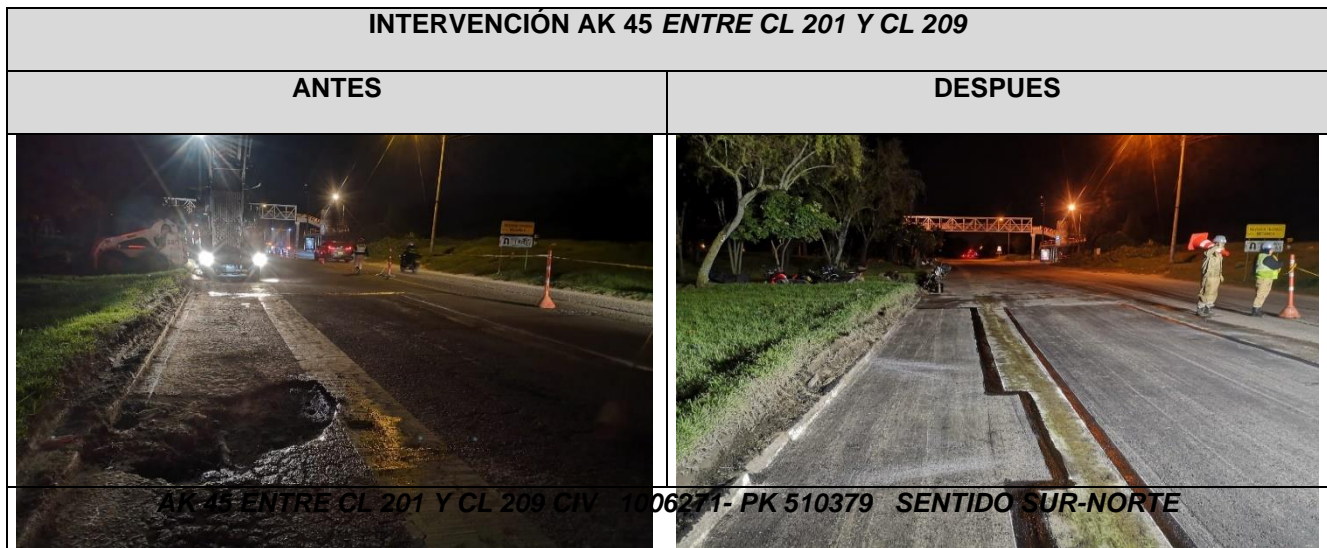 INTERVENCIÓN AK 45 ENTRE CL 201 Y CL 209
ANTES
DESPUES
AK 45 ENTRE CL 201 Y CL 209 CIV 1006271- PK 510379 SENTIDO SUR-NORTE